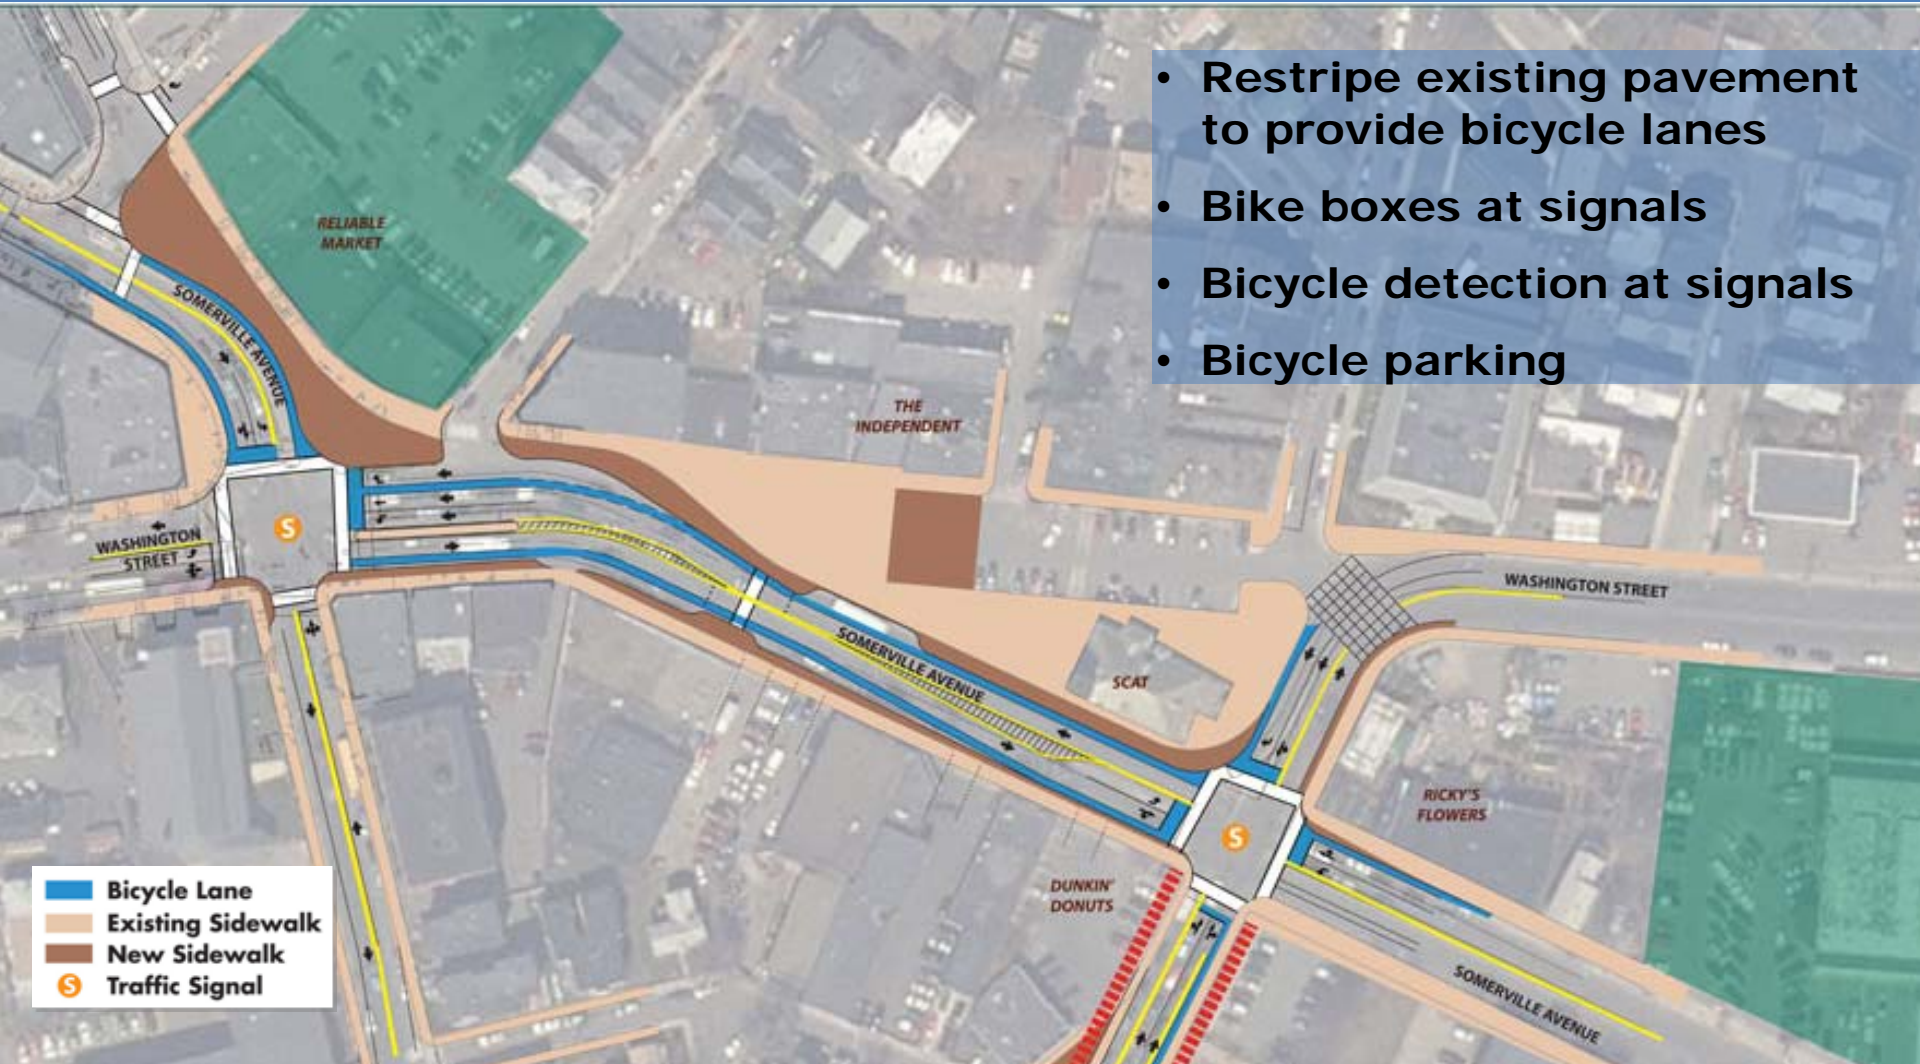 • Restripe existing pavement
to provide bicycle lanes
• Bike boxes at signals
• Bicycle detection at signals
• Bicycle parking
RELIABLE
MARKET
SOMERVILLE AVENUE
THE
INDEPENDENT
S
WASHINGTON
STREET
WASHINGTON STREET
SOMERVILLE AVENUE
SCAT
RICKY'S
FLOWERS
S
DUNKIN'
DONUTS
SOMERVILLE AVENUE
Bicycle Lane
Existing Sidewalk
New Sidewalk
S Traffic Signal